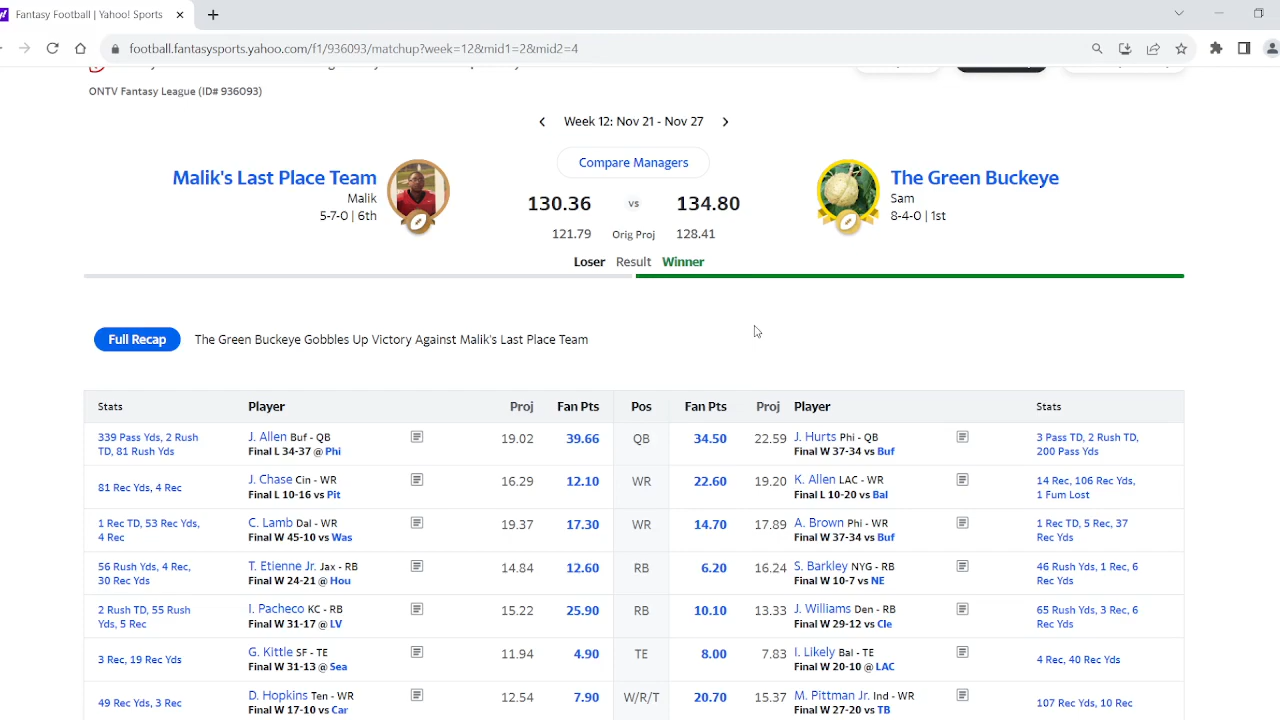 Fantasy Football | Yahoo! Sports
football.fantasysports.yahoo.com/f1/936093/matchup?week=12&mid1=2&mid2=4
ONTV Fantasy League (ID# 936093)
Week 12: Nov 21 - Nov 27
Compare Managers
Malik's Last Place Team
Malik
5-7-0 | 6th
130.36 vs 134.80
121.79 Orig Proj 128.41
Loser Result Winner
The Green Buckeye
Sam
8-4-0 | 1st
Full Recap The Green Buckeye Gobbles Up Victory Against Malik's Last Place Team
Stats Player Proj Fan Pts Pos Fan Pts Proj Player Stats
339 Pass Yds, 2 Rush J. Allen Buf - QB 19.02 39.66 QB 34.50 22.59 J. Hurts Phi - QB 3 Pass TD, 2 Rush TD,
TD, 81 Rush Yds Final L 34-37 @ Phi Final W 37-34 vs Buf 200 Pass Yds
81 Rec Yds, 4 Rec J. Chase Cin - WR 16.29 12.10 WR 22.60 19.20 K. Allen LAC - WR 14 Rec, 106 Rec Yds,
Final L 10-16 vs Pit Final L 10-20 vs Bal 1 Fum Lost
1 Rec TD, 53 Rec Yds, C. Lamb Dal - WR 19.37 17.30 WR 14.70 17.89 A. Brown Phi - WR 1 Rec TD, 5 Rec, 37
4 Rec Final W 45-10 vs Was Final W 37-34 vs Buf Rec Yds
56 Rush Yds, 4 Rec, T. Etienne Jr. Jax - RB 14.84 12.60 RB 6.20 16.24 S. Barkley NYG - RB 46 Rush Yds, 1 Rec, 6
30 Rec Yds Final W 24-21 @ Hou Final W 10-7 vs NE Rec Yds
2 Rush TD, 55 Rush I. Pacheco KC - RB 15.22 25.90 RB 10.10 13.33 J. Williams Den - RB 65 Rush Yds, 3 Rec, 6
Yds, 5 Rec Final W 31-17 @ LV Final W 29-12 vs Cle Rec Yds
3 Rec, 19 Rec Yds G. Kittle SF - TE 11.94 4.90 TE 8.00 7.83 I. Likely Bal - TE 4 Rec, 40 Rec Yds
Final W 31-13 @ Sea Final W 20-10 @ LAC
49 Rec Yds, 3 Rec D. Hopkins Ten - WR 12.54 7.90 W/R/T 20.70 15.37 M. Pittman Jr. Ind - WR 107 Rec Yds, 10 Rec
Final W 17-10 vs Car Final W 27-20 vs TB